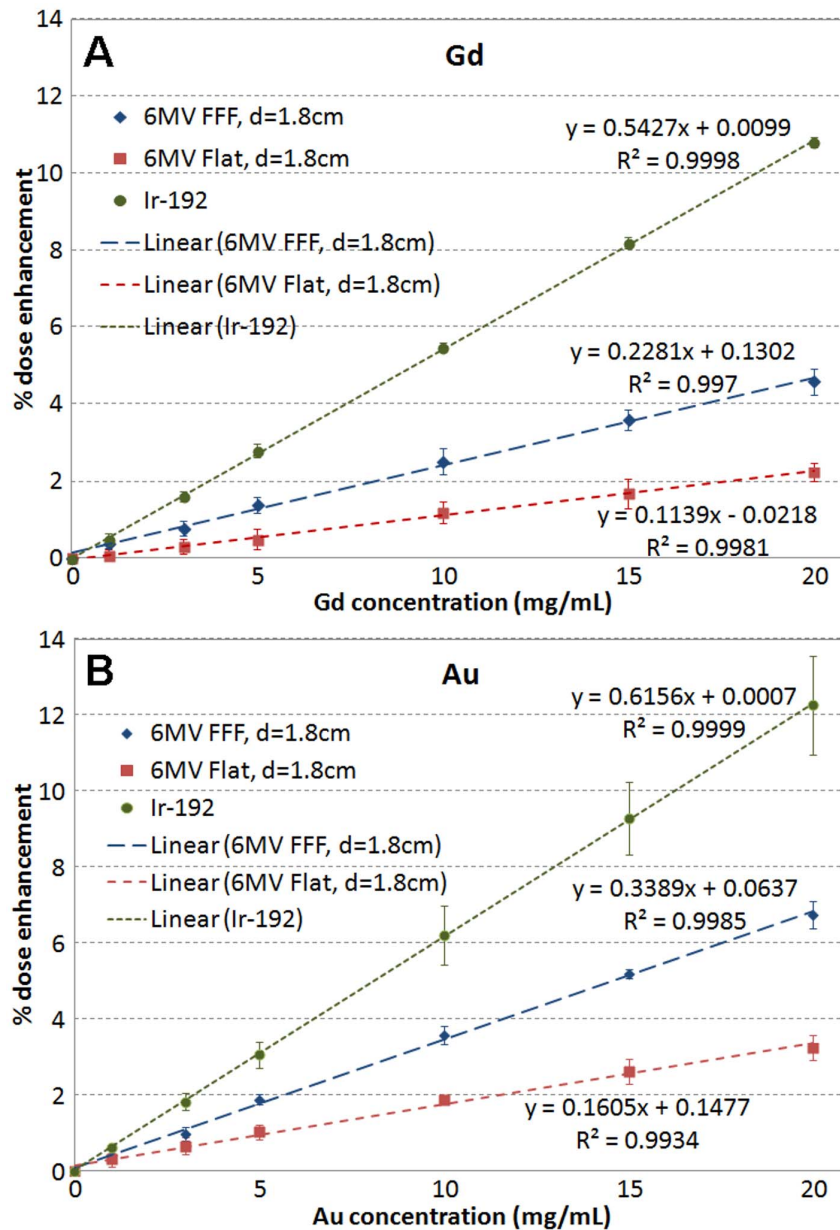 A
Gd
14
12
10
8
6
4
2
0
% dose enhancement
6MV FFF, d=1.8cm
6MV Flat, d=1.8cm
Ir-192
Linear (6MV FFF, d=1.8cm)
Linear (6MV Flat, d=1.8cm)
Linear (Ir-192)
y = 0.5427x + 0.0099
R² = 0.9998
y = 0.2281x + 0.1302
R² = 0.997
y = 0.1139x - 0.0218
R² = 0.9981
0 5 10 15 20
Gd concentration (mg/mL)
B
Au
14
12
10
8
6
4
2
0
% dose enhancement
6MV FFF, d=1.8cm
6MV Flat, d=1.8cm
Ir-192
Linear (6MV FFF, d=1.8cm)
Linear (6MV Flat, d=1.8cm)
Linear (Ir-192)
y = 0.6156x + 0.0007
R² = 0.9999
y = 0.3389x + 0.0637
R² = 0.9985
y = 0.1605x + 0.1477
R² = 0.9934
0 5 10 15 20
Au concentration (mg/mL)